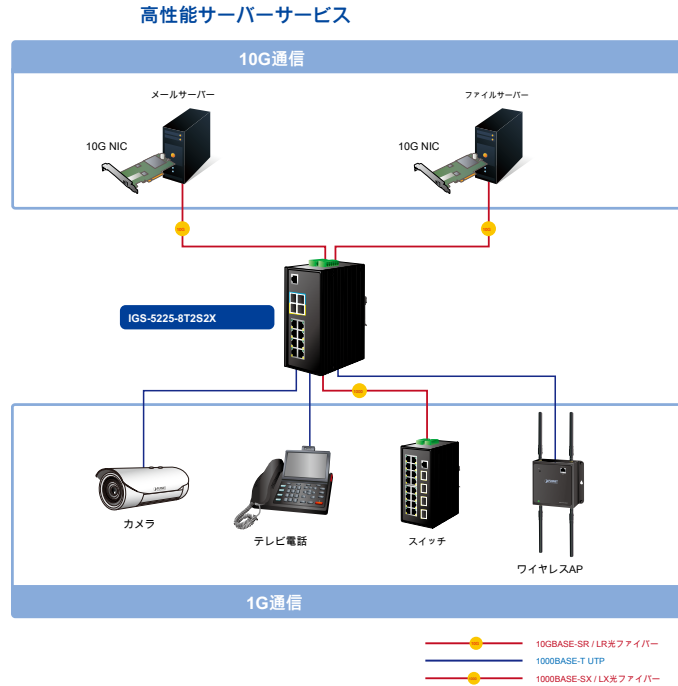 高性能サーバーサービス
10G通信
メールサーバー
ファイルサーバー
10G NIC
10G NIC
IGS-5225-8T2S2X
カメラ
テレビ電話
スイッチ
ワイヤレスAP
1G通信
10GBASE-SR / LR光ファイバー
1000BASE-T UTP
1000BASE-SX / LX光ファイバー